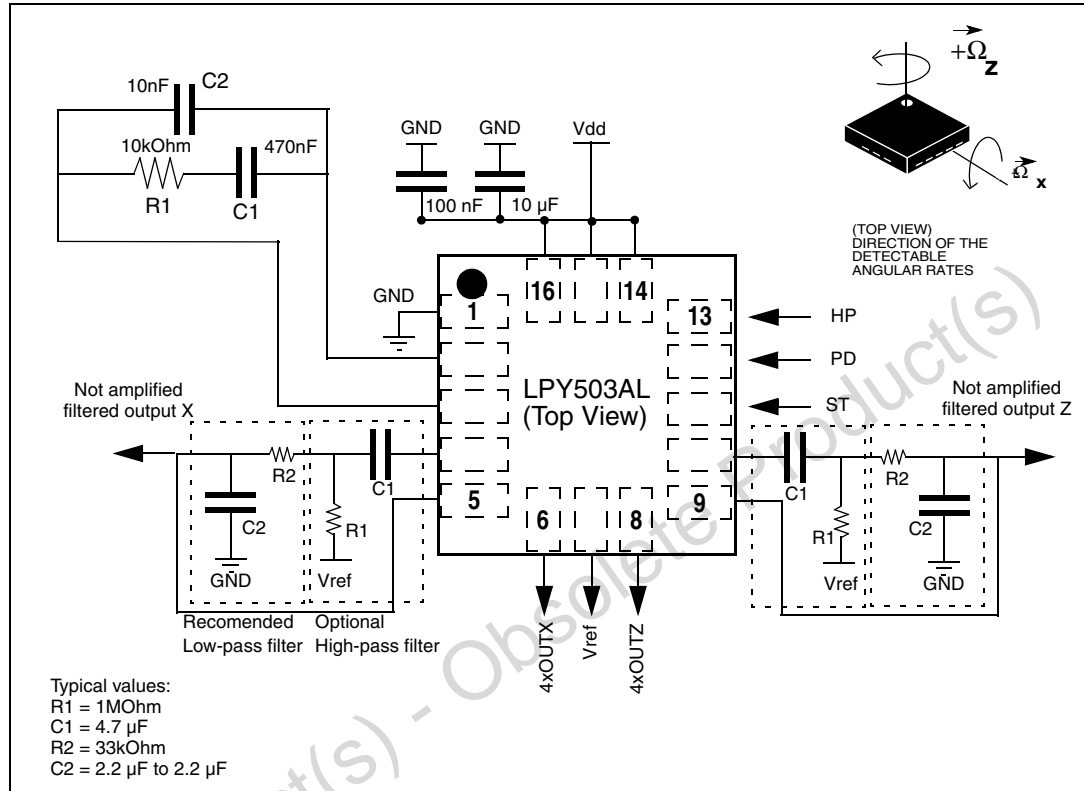 C2
10nF
10kOhm
470nF
R1
C1
GND
GND
Vdd
100 nF
10 µF
+Ω Z
+Ω x
(TOP VIEW)
DIRECTION OF THE
DETECTABLE
ANGULAR RATES
GND
1
16
14
13
HP
PD
ST
LPY503AL
(Top View)
Not amplified
filtered output X
Not amplified
filtered output Z
R2
C1
C2
R1
GND
Vref
5
6
8
9
C1
R2
R1
C2
Vref
GND
Recomended
Low-pass filter
Optional
High-pass filter
4xOUTX
Vref
4xOUTZ
Typical values:
R1 = 1MOhm
C1 = 4.7 µF
R2 = 33kOhm
C2 = 2.2 µF to 2.2 µF
ct(s) - Obsolete Product(s)